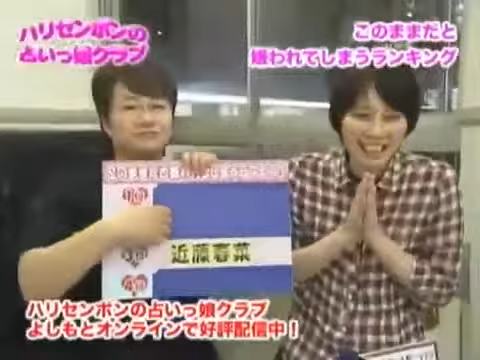 ハリセンボンの
占いっ娘クラブ
このままだと
嫌われてしまうランキング
近藤春菜
ハリセンボンの占いっ娘クラブ
よしもとオンラインで好評配信中!